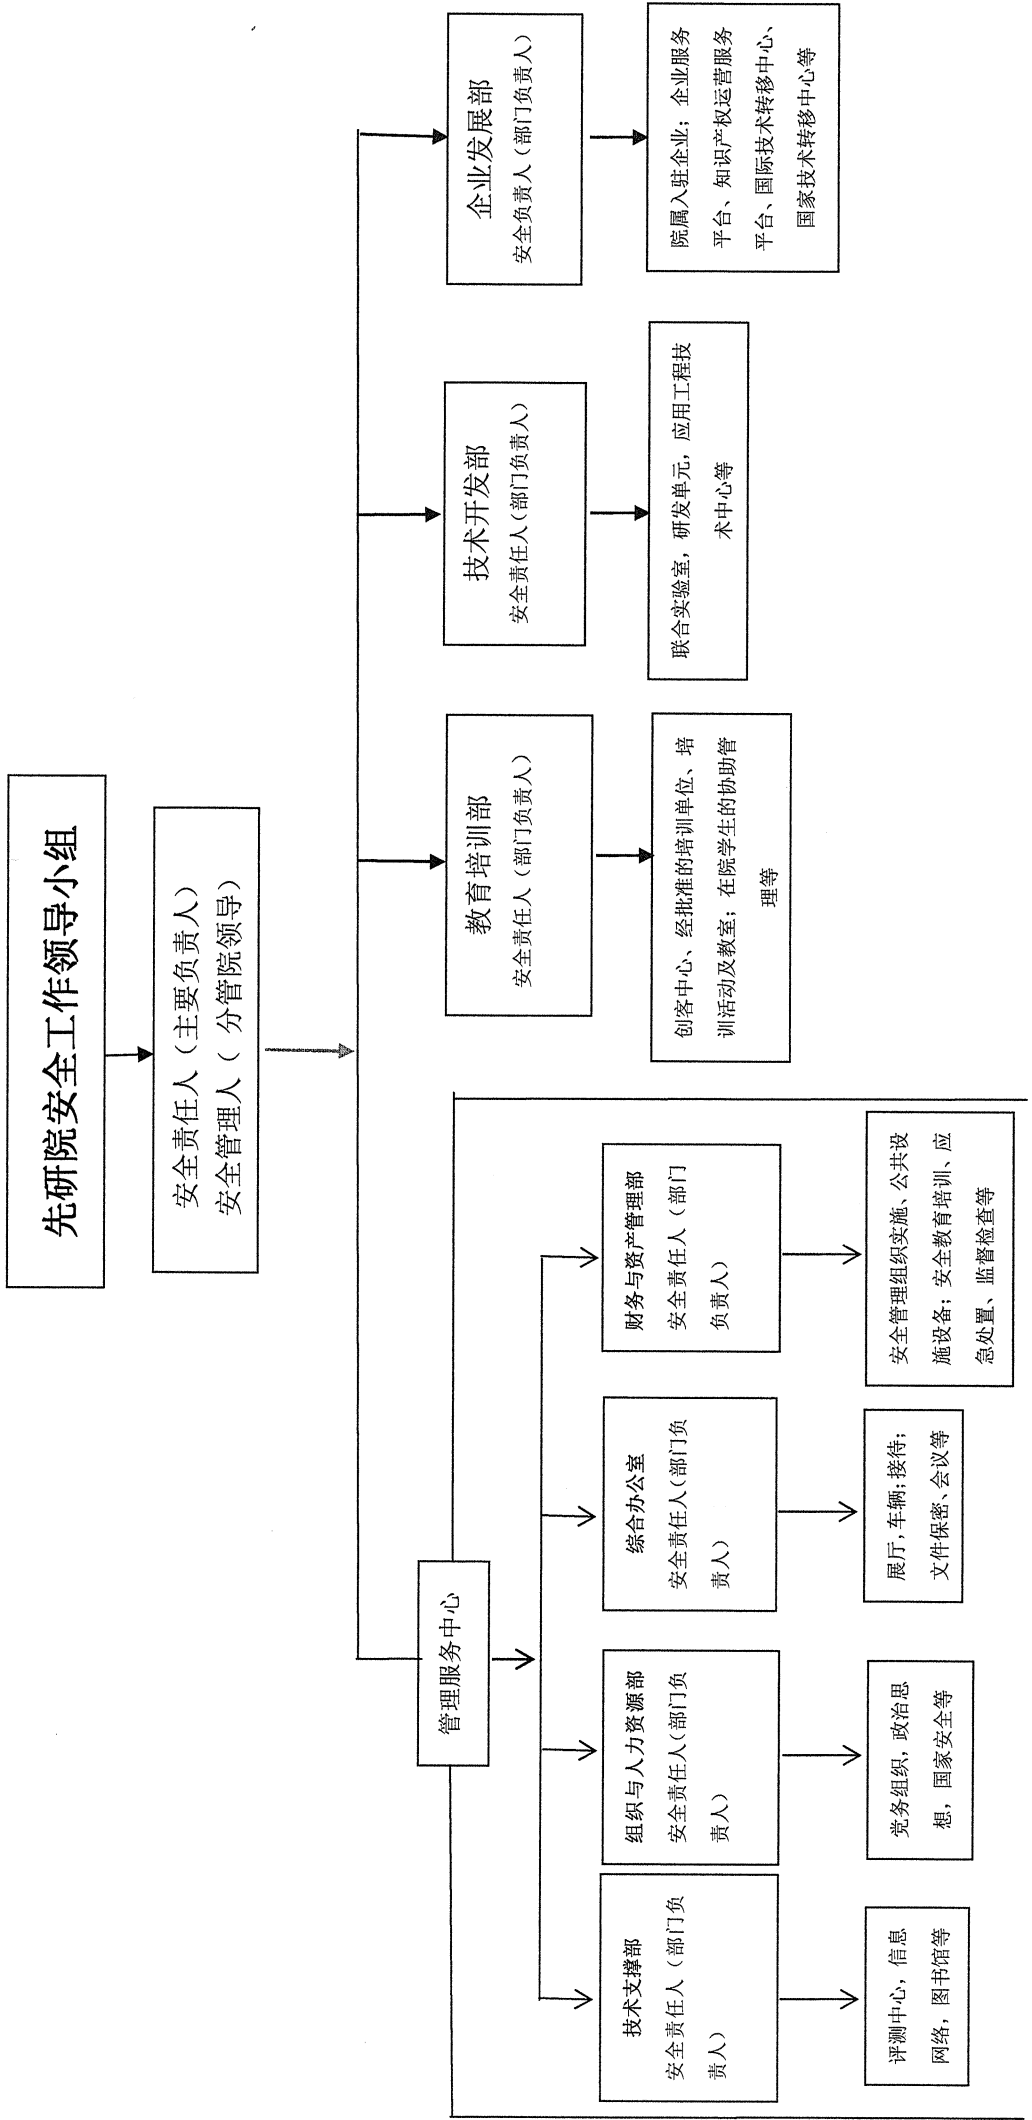 先研院安全工作领导小组
安全责任人（主要负责人）
安全管理人（ 分管院领导）
管理服务中心
教育培训部
安全责任人（部门负责人）
技术开发部
安全责任人（部门负责人）
企业发展部
安全负责人（部门负责人）
技术支撑部
安全责任人（部门负
责人）
组织与人力资源部
安全责任人（部门负
责人）
综合办公室
安全责任人（部门负
责人）
财务与资产管理部
安全责任人（部门
负责人）
创客中心、经批准的培训单位、培
训活动及教室；在院学生的协助管
理等
联合实验室，研发单元，应用工程技
术中心等
院属入驻企业；企业服务
平台、知识产权运营服务
平台、国际技术转移中心、
国家技术转移中心等
评测中心，信息
网络，图书馆等
党务组织，政治思
想，国家安全等
展厅，车辆；接待；
文件保密、会议等
安全管理组织实施、公共设
施设备；安全教育培训、应
急处置、监督检查等